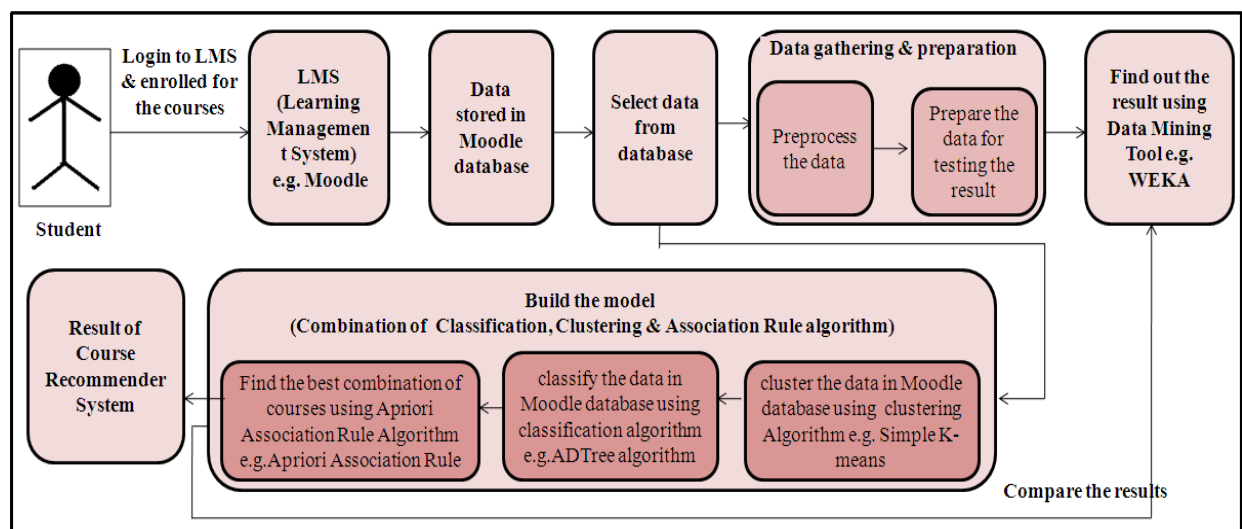 Login to LMS
& enrolled for
the courses
Student
LMS
(Learning
Managemen
t System)
e.g. Moodle
Data
stored in
Moodle
database
Select data
from
database
Data gathering & preparation
Preprocess
the data
Prepare the
data for
testing the
result
Find out the
result using
Data Mining
Tool e.g.
WEKA
Build the model
(Combination of Classification, Clustering & Association Rule algorithm)
cluster the data in Moodle
database using clustering
Algorithm e.g. Simple K-
means
classify the data in
Moodle database using
classification algorithm
e.g.ADTree algorithm
Find the best combination of
courses using Apriori
Association Rule Algorithm
e.g.Apriori Association Rule
Result of
Course
Recommender
System
Compare the results